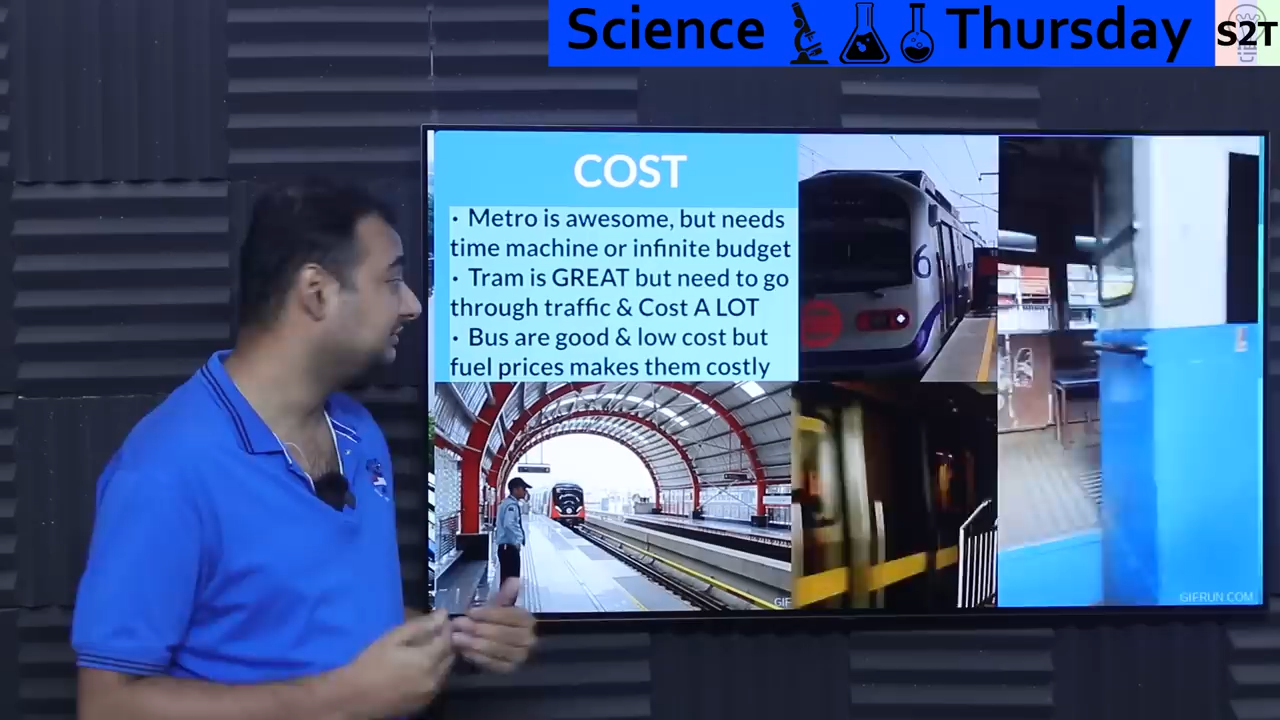 Science Thursday
S2T
COST
· Metro is awesome, but needs
time machine or infinite budget
· Tram is GREAT but need to go
through traffic & Cost A LOT
· Bus are good & low cost but
fuel prices makes them costly
6
GIF
GIFRUN.COM